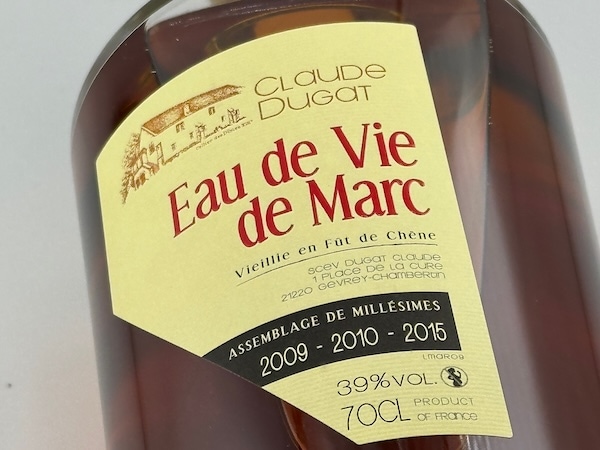 CLAUDE
DUGAT
Eau de Vie
de Marc
Vieillie en Fût de Chêne
SCEV DUGAT CLAUDE
1 PLACE DE LA CURE
21220 GEVREY-CHAMBERTIN
ASSEMBLAGE DE MILLÉSIMES
2009 - 2010 - 2015
LMARO9
39%VOL.
70CL PRODUCT
OF FRANCE